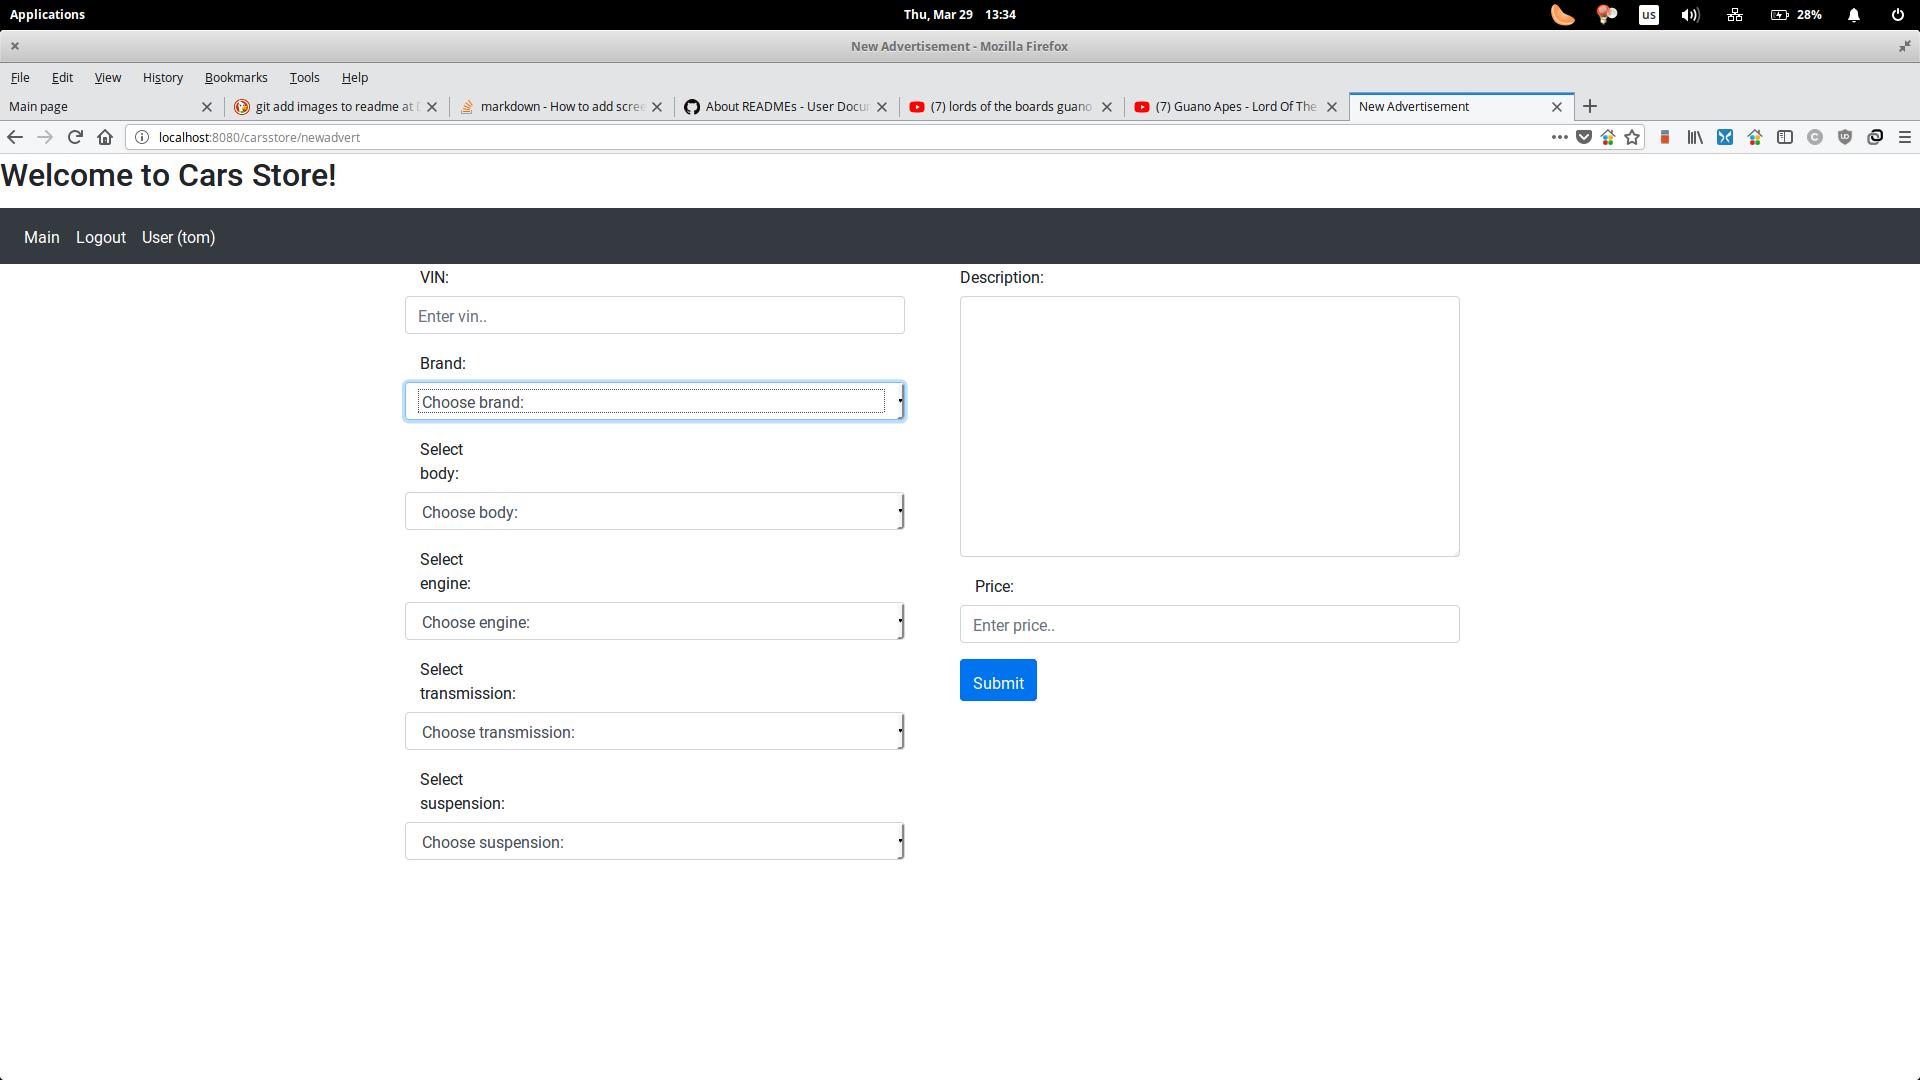 Applications
Thu, Mar 29 13:34
us
28%
New Advertisement - Mozilla Firefox
File Edit View History Bookmarks Tools Help
Main page
git add images to readme at
markdown - How to add scree
About READMEs - User Docu
(7) lords of the boards guano
(7) Guano Apes - Lord Of The
New Advertisement
localhost:8080/carsstore/newadvert
Welcome to Cars Store!
Main Logout User (tom)
VIN:
Enter vin..
Brand:
Choose brand:
Select
body:
Choose body:
Select
engine:
Choose engine:
Select
transmission:
Choose transmission:
Select
suspension:
Choose suspension:
Description:
Price:
Enter price..
Submit